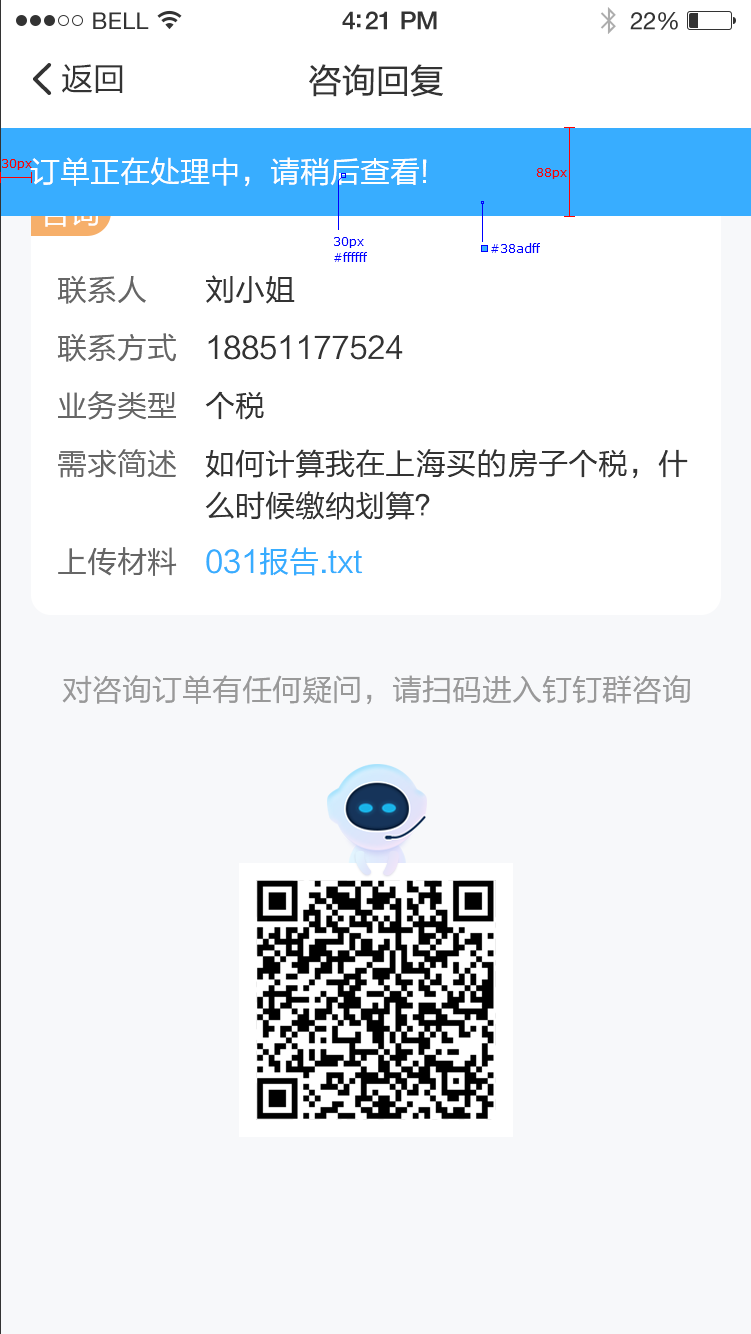 BELL
4:21 PM
22%
返回
咨询回复
30px
订单正在处理中，请稍后查看!
88px
咨询
30px
#ffffff
#38adff
联系人 刘小姐
联系方式 18851177524
业务类型 个税
需求简述 如何计算我在上海买的房子个税，什
么时候缴纳划算?
上传材料 031报告.txt
对咨询订单有任何疑问，请扫码进入钉钉群咨询